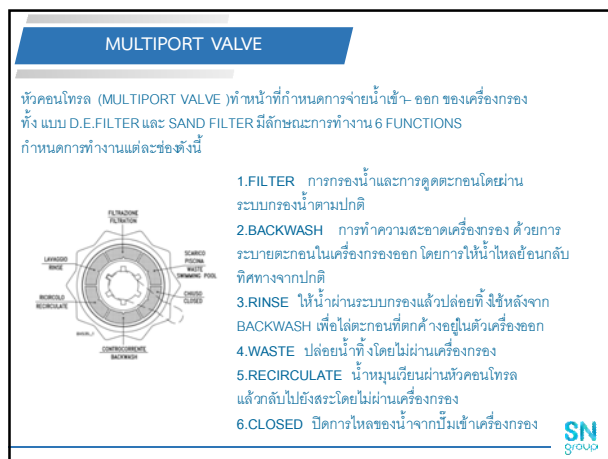 MULTIPORT VALVE
หัวคอนโทรล (MULTIPORT VALVE )ทำหน้าที่กำหนดการจ่ายน้ำเข้า– ออก ของเครื่องกรอง
ทั้ง แบบ D.E.FILTER และ SAND FILTER มีลักษณะการทำงาน 6 FUNCTIONS
กำหนดการทำงานแต่ละช่องดังนี้
1.FILTER การกรองน้ำและการดูดตะกอนโดยผ่าน
ระบบกรองน้ำตามปกติ
2.BACKWASH การทำความสะอาดเครื่องกรอง ด้วยการ
ระบายตะกอนในเครื่องกรองออก โดยการให้น้ำไหลย้อนกลับ
ทิศทางจากปกติ
3.RINSE ให้น้ำผ่านระบบกรองแล้วปล่อยทิ้งใช้หลังจาก
BACKWASH เพื่อไล่ตะกอนที่ตกค้างอยู่ในตัวเครื่องออก
4.WASTE ปล่อยน้ำทิ้งโดยไม่ผ่านเครื่องกรอง
5.RECIRCULATE น้ำหมุนเวียนผ่านหัวคอนโทรล
แล้วกลับไปยังสระโดยไม่ผ่านเครื่องกรอง
6.CLOSED ปิดการไหลของน้ำจากปั๊มเข้าเครื่องกรอง
FILTRAZIONE
FILTRATION
LAVAGGIO
RINSE
SCARICO
PISCINA
WASTE
SWIMMING POOL
RICIRCOLO
RECIRCULATE
CHIUSO
CLOSED
CONTROCORRENTE
BACKWASH
SN
group